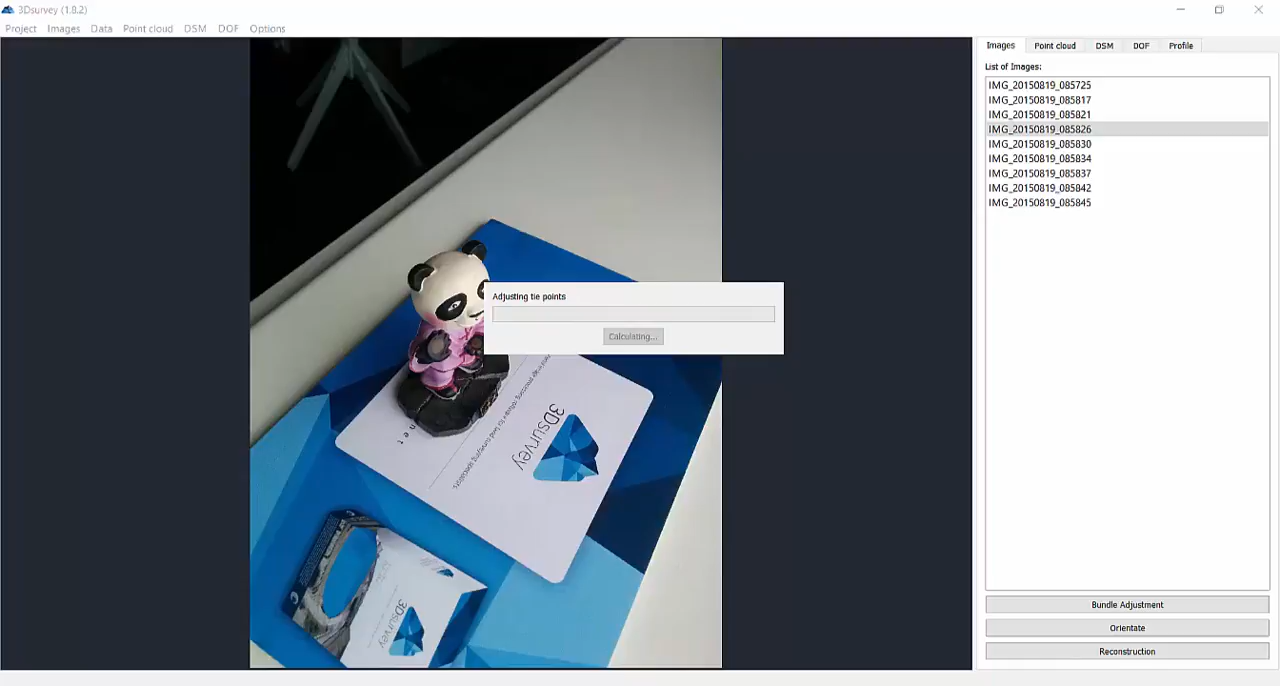 3Dsurvey (1.8.2)
Project Images Data Point cloud DSM DOF Options
Images Point cloud DSM DOF Profile
List of Images:
IMG_20150819_085725
IMG_20150819_085817
IMG_20150819_085821
IMG_20150819_085826
IMG_20150819_085830
IMG_20150819_085834
IMG_20150819_085837
IMG_20150819_085842
IMG_20150819_085845
Adjusting tie points
Calculating...
3Dsurvey
3Dsurvey
Bundle Adjustment
Orientate
Reconstruction